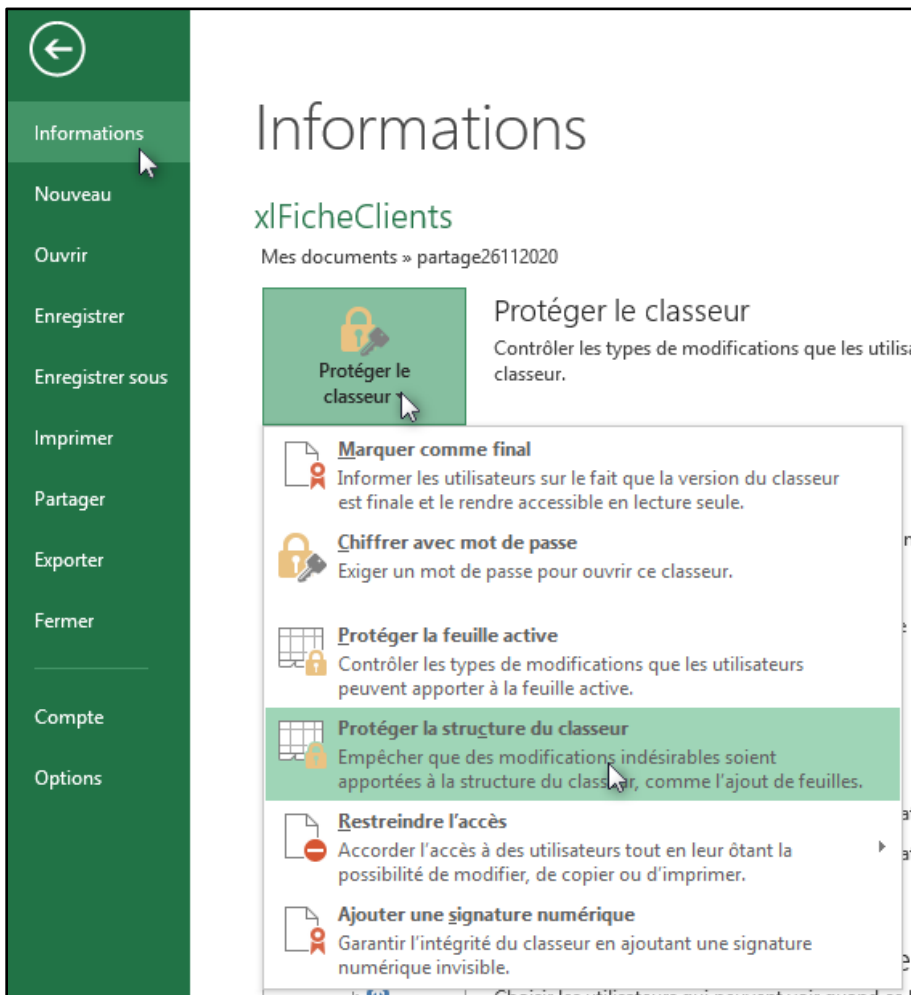 Informations
Nouveau
Ouvrir
Enregistrer
Enregistrer sous
Imprimer
Partager
Exporter
Fermer
Compte
Options
Informations
xlFicheClients
Mes documents » partage26112020
Protéger le
classeur
Protéger le classeur
Contrôler les types de modifications que les
classeur.
Marquer comme final
Informer les utilisateurs sur le fait que la version du classeur
est finale et le rendre accessible en lecture seule.
Chiffrer avec mot de passe
Exiger un mot de passe pour ouvrir ce classeur.
Protéger la feuille active
Contrôler les types de modifications que les utilisateurs
peuvent apporter à la feuille active.
Protéger la structure du classeur
Empêcher que des modifications indésirables soient
apportées à la structure du classeur, comme l'ajout de feuilles.
Restreindre l'accès
Accorder l'accès à des utilisateurs tout en leur ôtant la
possibilité de modifier, de copier ou d'imprimer.
Ajouter une signature numérique
Garantir l'intégrité du classeur en ajoutant une signature
numérique invisible.